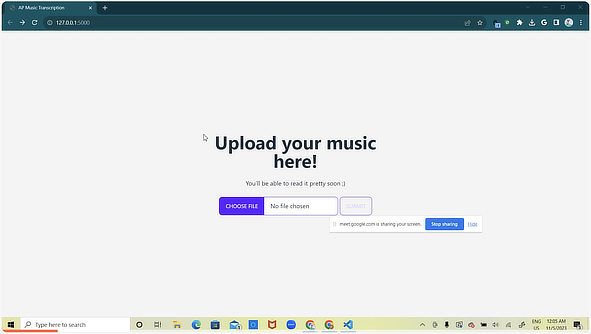 AP Music Transcription
127.0.0.1:5000
Upload your music
here!
You'll be able to read it pretty soon ;)
CHOOSE FILE No file chosen SUBMIT
meet.google.com is sharing your screen. Stop sharing Hide
Type here to search
ENG
US
12:05 AM
11/5/2023